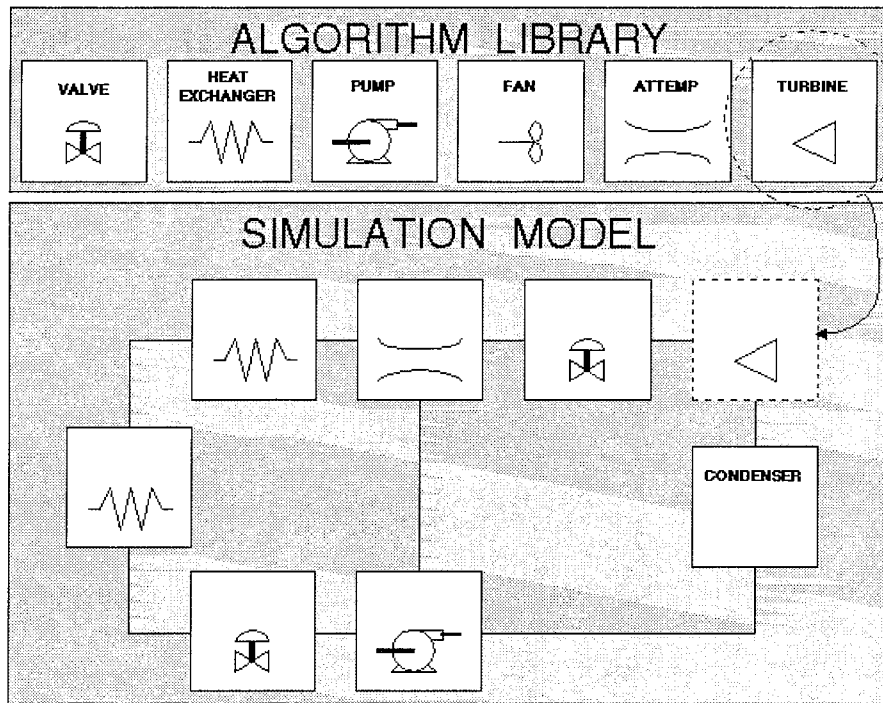 ALGORITHM LIBRARY
VALVE
HEAT
EXCHANGER
PUMP
FAN
ATTEMP
TURBINE
SIMULATION MODEL
CONDENSER